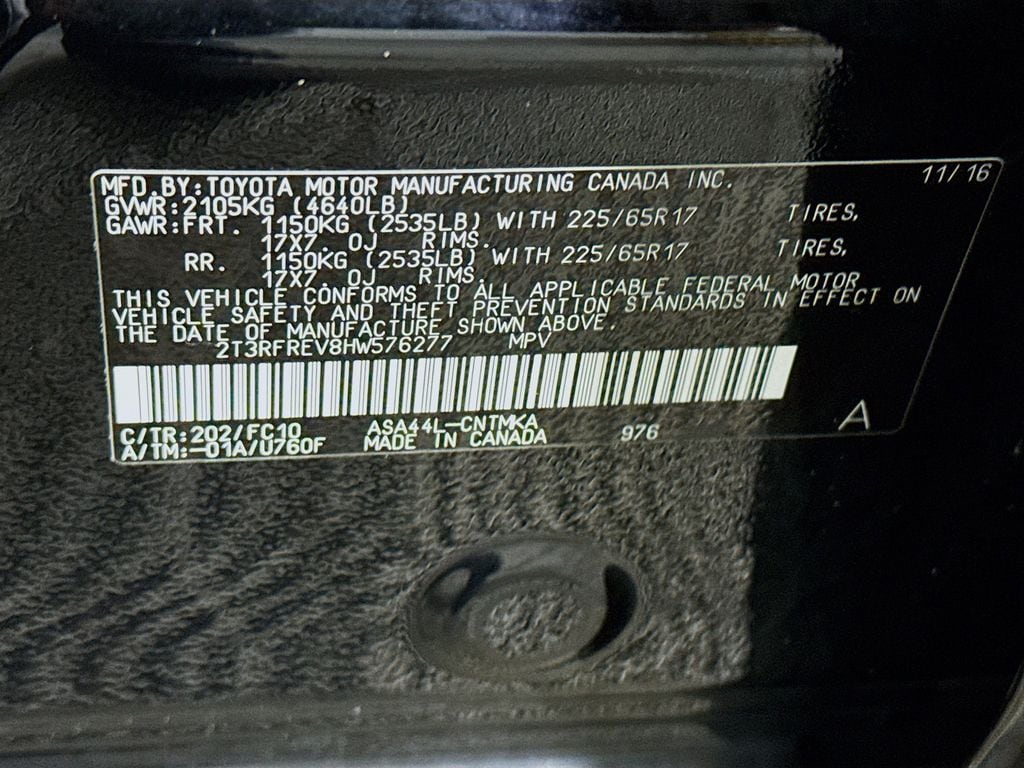 MFD.BY:TOYOTA MOTOR MANUFACTURING CANADA INC. 11/16
GVWR:2105KG (4640LB)
GAWR:FRT. 1150KG (2535LB) WITH 225/65R17 TIRES,
17X7. 0J RIMS.
RR. 1150KG (2535LB) WITH 225/65R17 TIRES,
17X7. 0J RIMS.
THIS VEHICLE CONFORMS TO ALL APPLICABLE FEDERAL MOTOR
VEHICLE SAFETY AND THEFT PREVENTION STANDARDS IN EFFECT ON
THE DATE OF MANUFACTURE SHOWN ABOVE.
2T3RFREV8HW576277 MPV
C/TR:202/FC10 ASA44L-CNTMKA 976 A
A/TM:-01A/U760F MADE IN CANADA